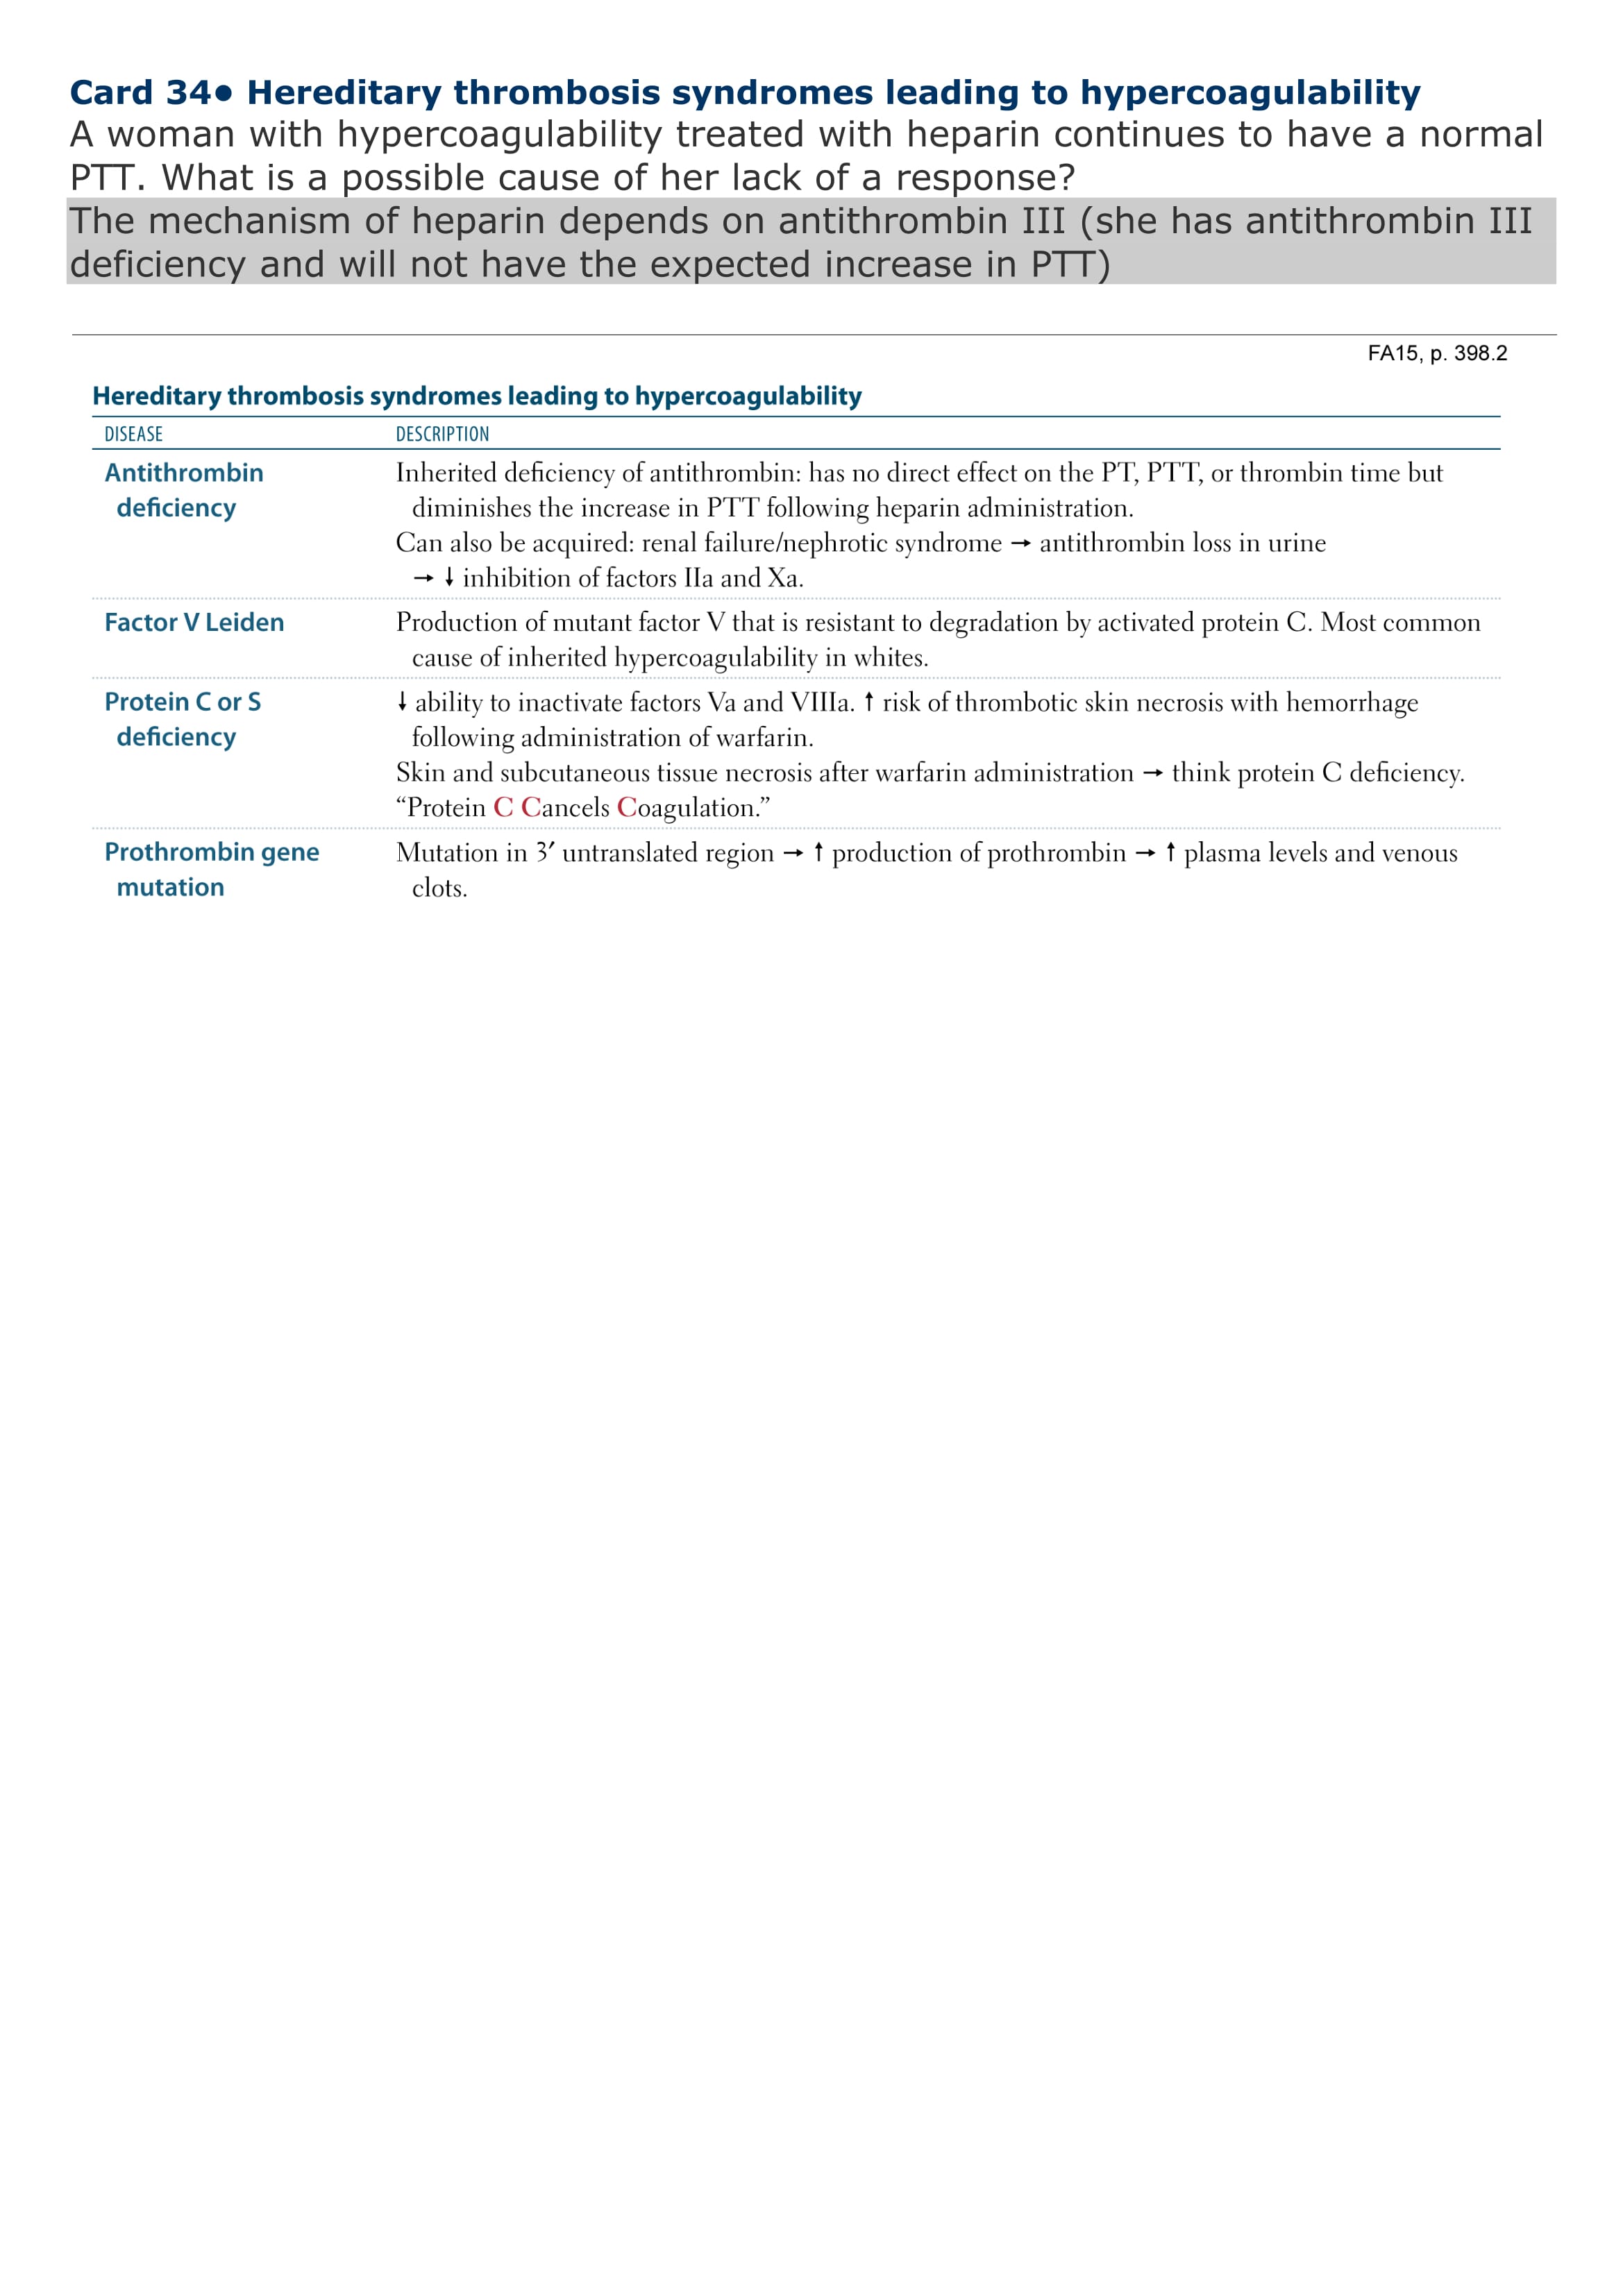 Card 34• Hereditary thrombosis syndromes leading to hypercoagulability
A woman with hypercoagulability treated with heparin continues to have a normal
PTT. What is a possible cause of her lack of a response?
The mechanism of heparin depends on antithrombin III (she has antithrombin III
deficiency and will not have the expected increase in PTT)
FA15, p. 398.2
Hereditary thrombosis syndromes leading to hypercoagulability
DISEASE DESCRIPTION
Antithrombin Inherited deficiency of antithrombin: has no direct effect on the PT, PTT, or thrombin time but
deficiency diminishes the increase in PTT following heparin administration.
Can also be acquired: renal failure/nephrotic syndrome → antithrombin loss in urine
→ ↓ inhibition of factors IIa and Xa.
Factor V Leiden Production of mutant factor V that is resistant to degradation by activated protein C. Most common
cause of inherited hypercoagulability in whites.
Protein C or S ↓ ability to inactivate factors Va and VIIIa. ↑ risk of thrombotic skin necrosis with hemorrhage
deficiency following administration of warfarin.
Skin and subcutaneous tissue necrosis after warfarin administration → think protein C deficiency.
“Protein C Cancels Coagulation.”
Prothrombin gene Mutation in 3′ untranslated region → ↑ production of prothrombin → ↑ plasma levels and venous
mutation clots.